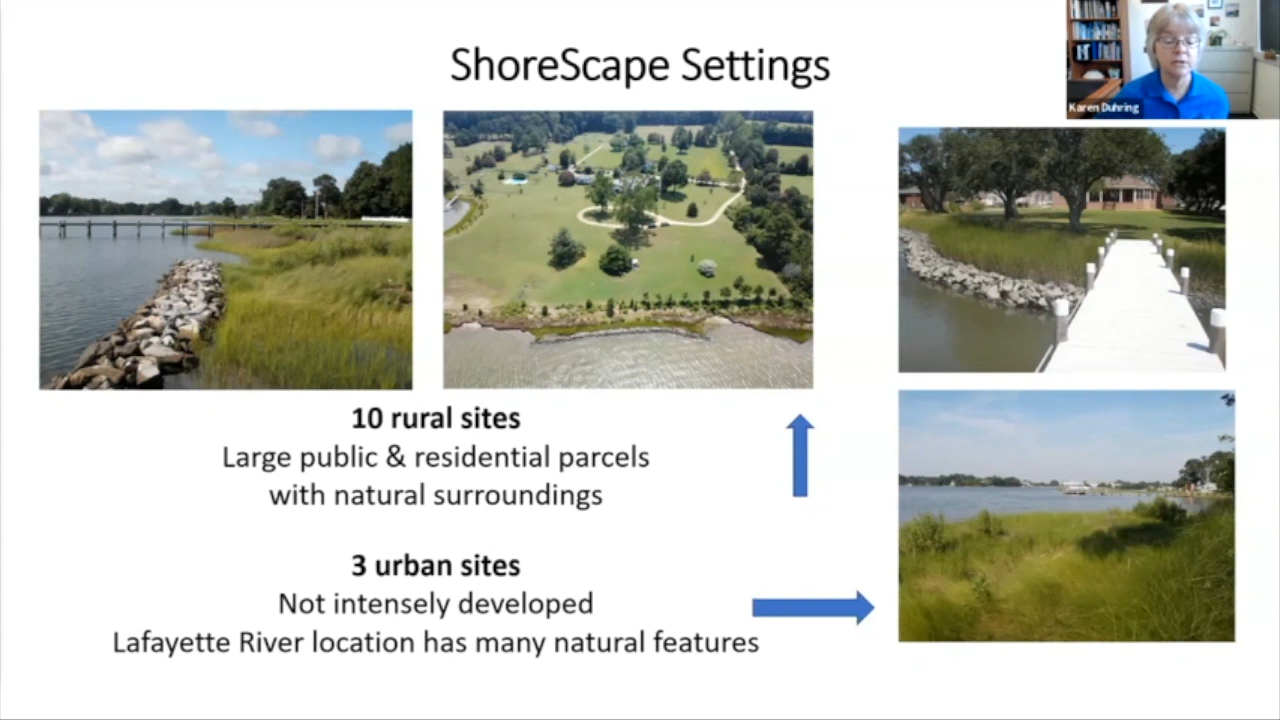 ShoreScape Settings
Karen Duhring
10 rural sites
Large public & residential parcels
with natural surroundings
3 urban sites
Not intensely developed
Lafayette River location has many natural features